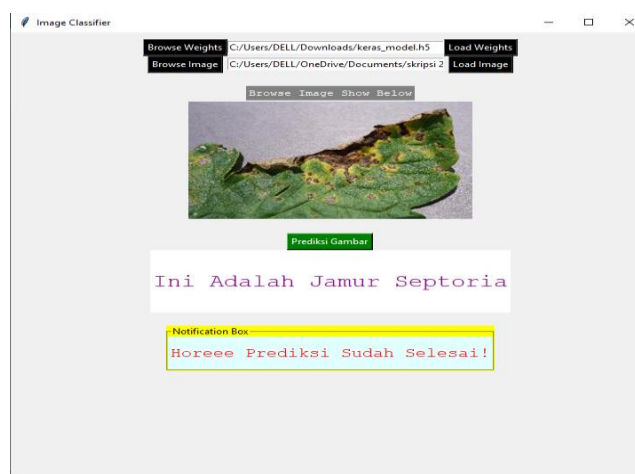 Image Classifier
Browse Weights C:/Users/DELL/Downloads/keras_model.h5 Load Weights
Browse Image C:/Users/DELL/OneDrive/Documents/skripsi 2 Load Image
Browse Image Show Below
Prediksi Gambar
Ini Adalah Jamur Septoria
Notification Box
Horeee Prediksi Sudah Selesai!